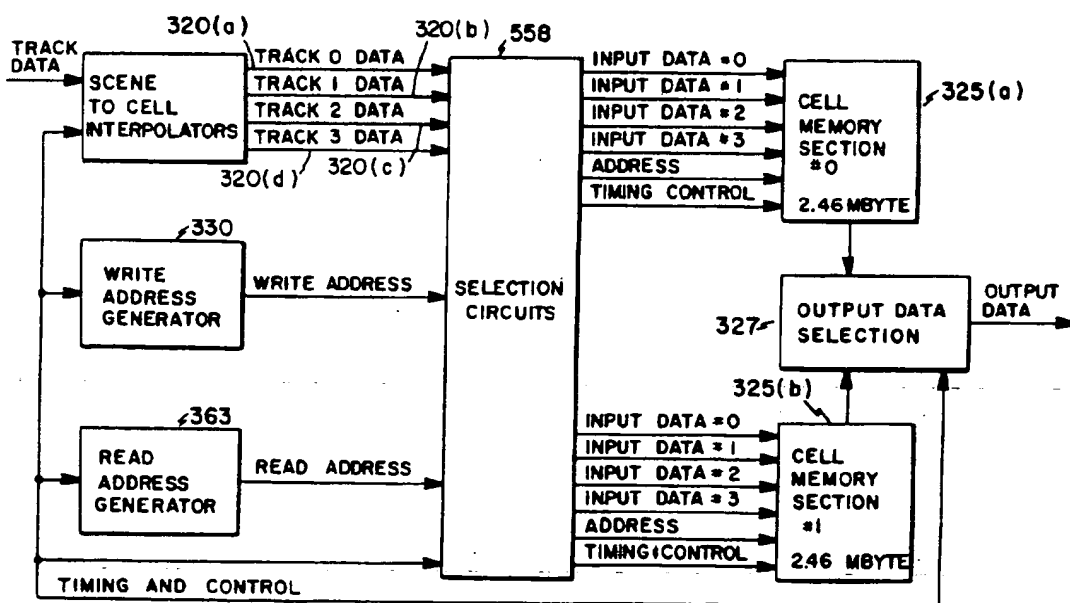 320(a)
320(b)
558
TRACK
DATA
SCENE
TO CELL
INTERPOLATORS
TRACK 0 DATA
TRACK 1 DATA
TRACK 2 DATA
TRACK 3 DATA
320(d)
320(c)
INPUT DATA #0
INPUT DATA #1
INPUT DATA #2
INPUT DATA #3
ADDRESS
TIMING CONTROL
CELL
MEMORY
SECTION
#0
2.46 MBYTE
325(a)
330
WRITE
ADDRESS
GENERATOR
WRITE ADDRESS
SELECTION
CIRCUITS
327
OUTPUT DATA
SELECTION
OUTPUT
DATA
363
READ
ADDRESS
GENERATOR
READ ADDRESS
325(b)
INPUT DATA #0
INPUT DATA #1
INPUT DATA #2
INPUT DATA #3
ADDRESS
TIMING & CONTROL
CELL
MEMORY
SECTION
#1
2.46 MBYTE
TIMING AND CONTROL